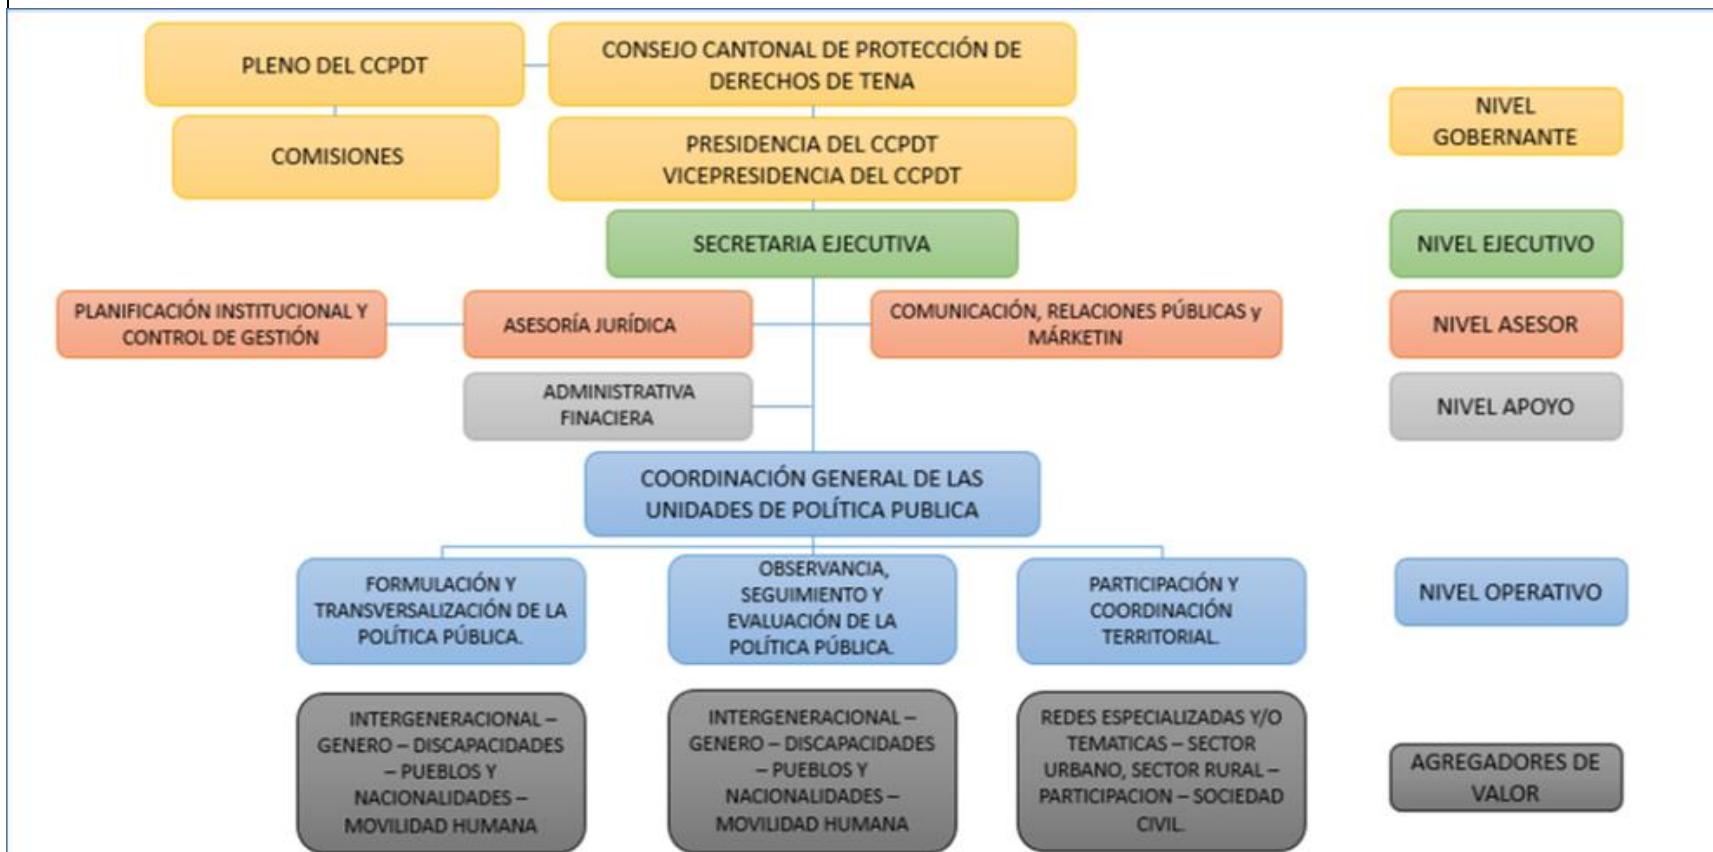 PLENO DEL CCPDT
CONSEJO CANTONAL DE PROTECCIÓN DE
DERECHOS DE TENA
NIVEL
GOBERNANTE
COMISIONES
PRESIDENCIA DEL CCPDT
VICEPRESIDENCIA DEL CCPDT
SECRETARIA EJECUTIVA
NIVEL EJECUTIVO
PLANIFICACIÓN INSTITUCIONAL Y
CONTROL DE GESTIÓN
ASESORÍA JURÍDICA
COMUNICACIÓN, RELACIONES PÚBLICAS y
MÁRKETIN
NIVEL ASESOR
ADMINISTRATIVA
FINACIERA
NIVEL APOYO
COORDINACIÓN GENERAL DE LAS
UNIDADES DE POLÍTICA PUBLICA
FORMULACIÓN Y
TRANSVERSALIZACIÓN DE LA
POLÍTICA PÚBLICA.
OBSERVANCIA,
SEGUIMIENTO Y
EVALUACIÓN DE LA
POLÍTICA PÚBLICA.
PARTICIPACIÓN Y
COORDINACIÓN
TERRITORIAL.
NIVEL OPERATIVO
INTERGENERACIONAL –
GENERO – DISCAPACIDADES
– PUEBLOS Y
NACIONALIDADES –
MOVILIDAD HUMANA
INTERGENERACIONAL –
GENERO – DISCAPACIDADES
– PUEBLOS Y
NACIONALIDADES –
MOVILIDAD HUMANA
REDES ESPECIALIZADAS Y/O
TEMATICAS – SECTOR
URBANO, SECTOR RURAL –
PARTICIPACION – SOCIEDAD
CIVIL.
AGREGADORES DE
VALOR